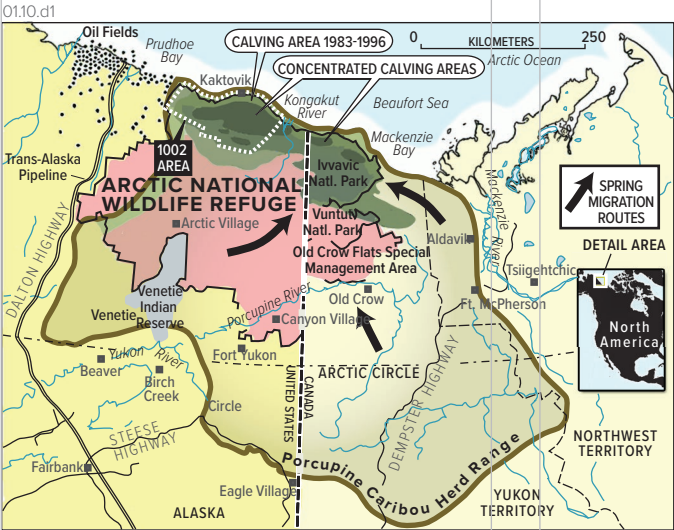 01.10.d1
Oil Fields
Prudhoe
Bay
CALVING AREA 1983-1996
0
KILOMETERS
250
Arctic Ocean
CONCENTRATED CALVING AREAS
Kaktovik
Kongakut
River
Beaufort Sea
Mackenzie
Bay
1002
AREA
Trans-Alaska
Pipeline
Ivvavic
Natl. Park
ARCTIC NATIONAL
WILDLIFE REFUGE
SPRING
MIGRATION
ROUTES
Mackenzie
River
Arctic Village
VuntuN
Natl. Park
Aldavik
DETAIL AREA
DALTON HIGHWAY
Old Crow Flats Special
Management Area
Tsiigehtchic
Venetie
Indian
Reserve
Venetie
Porcupine River
Old Crow
Ft. McPherson
North
America
Canyon Village
Yukon
River
Fort Yukon
Beaver
Birch
Creek
ARCTIC CIRCLE
UNITED STATES
CANADA
DEMPSTER HIGHWAY
Circle
STEESE
HIGHWAY
Porcupine Caribou Herd Range
NORTHWEST
TERRITORY
Fairbank
Eagle Village
YUKON
TERRITORY
ALASKA